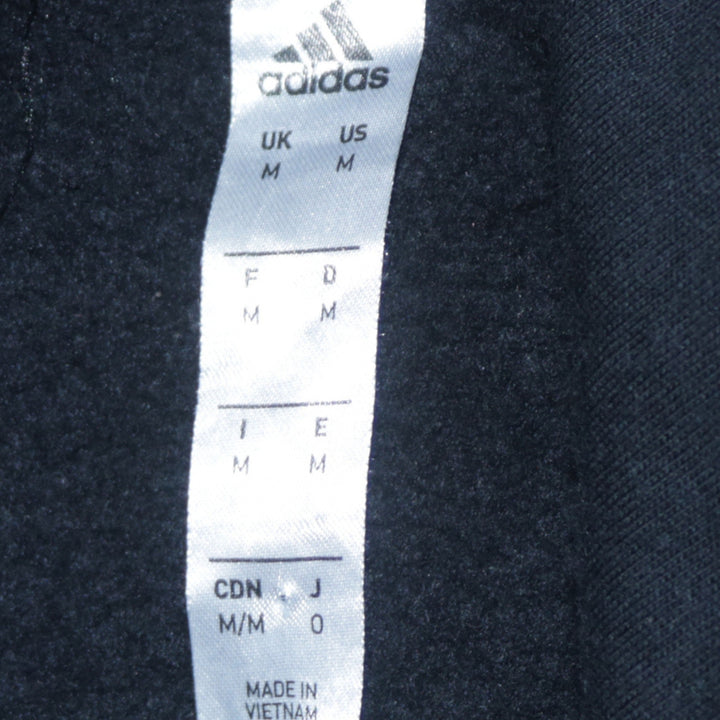 adidas
UK US
M M
F D
M M
I E
M M
CDN J
M/M O
MADE IN
VIETNAM